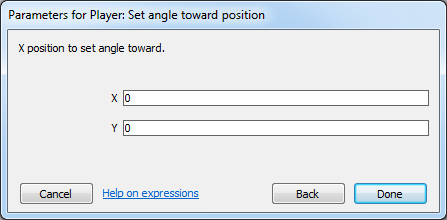 Parameters for Player: Set angle toward position
X position to set angle toward.
X 0
Y 0
Cancel Help on expressions Back Done